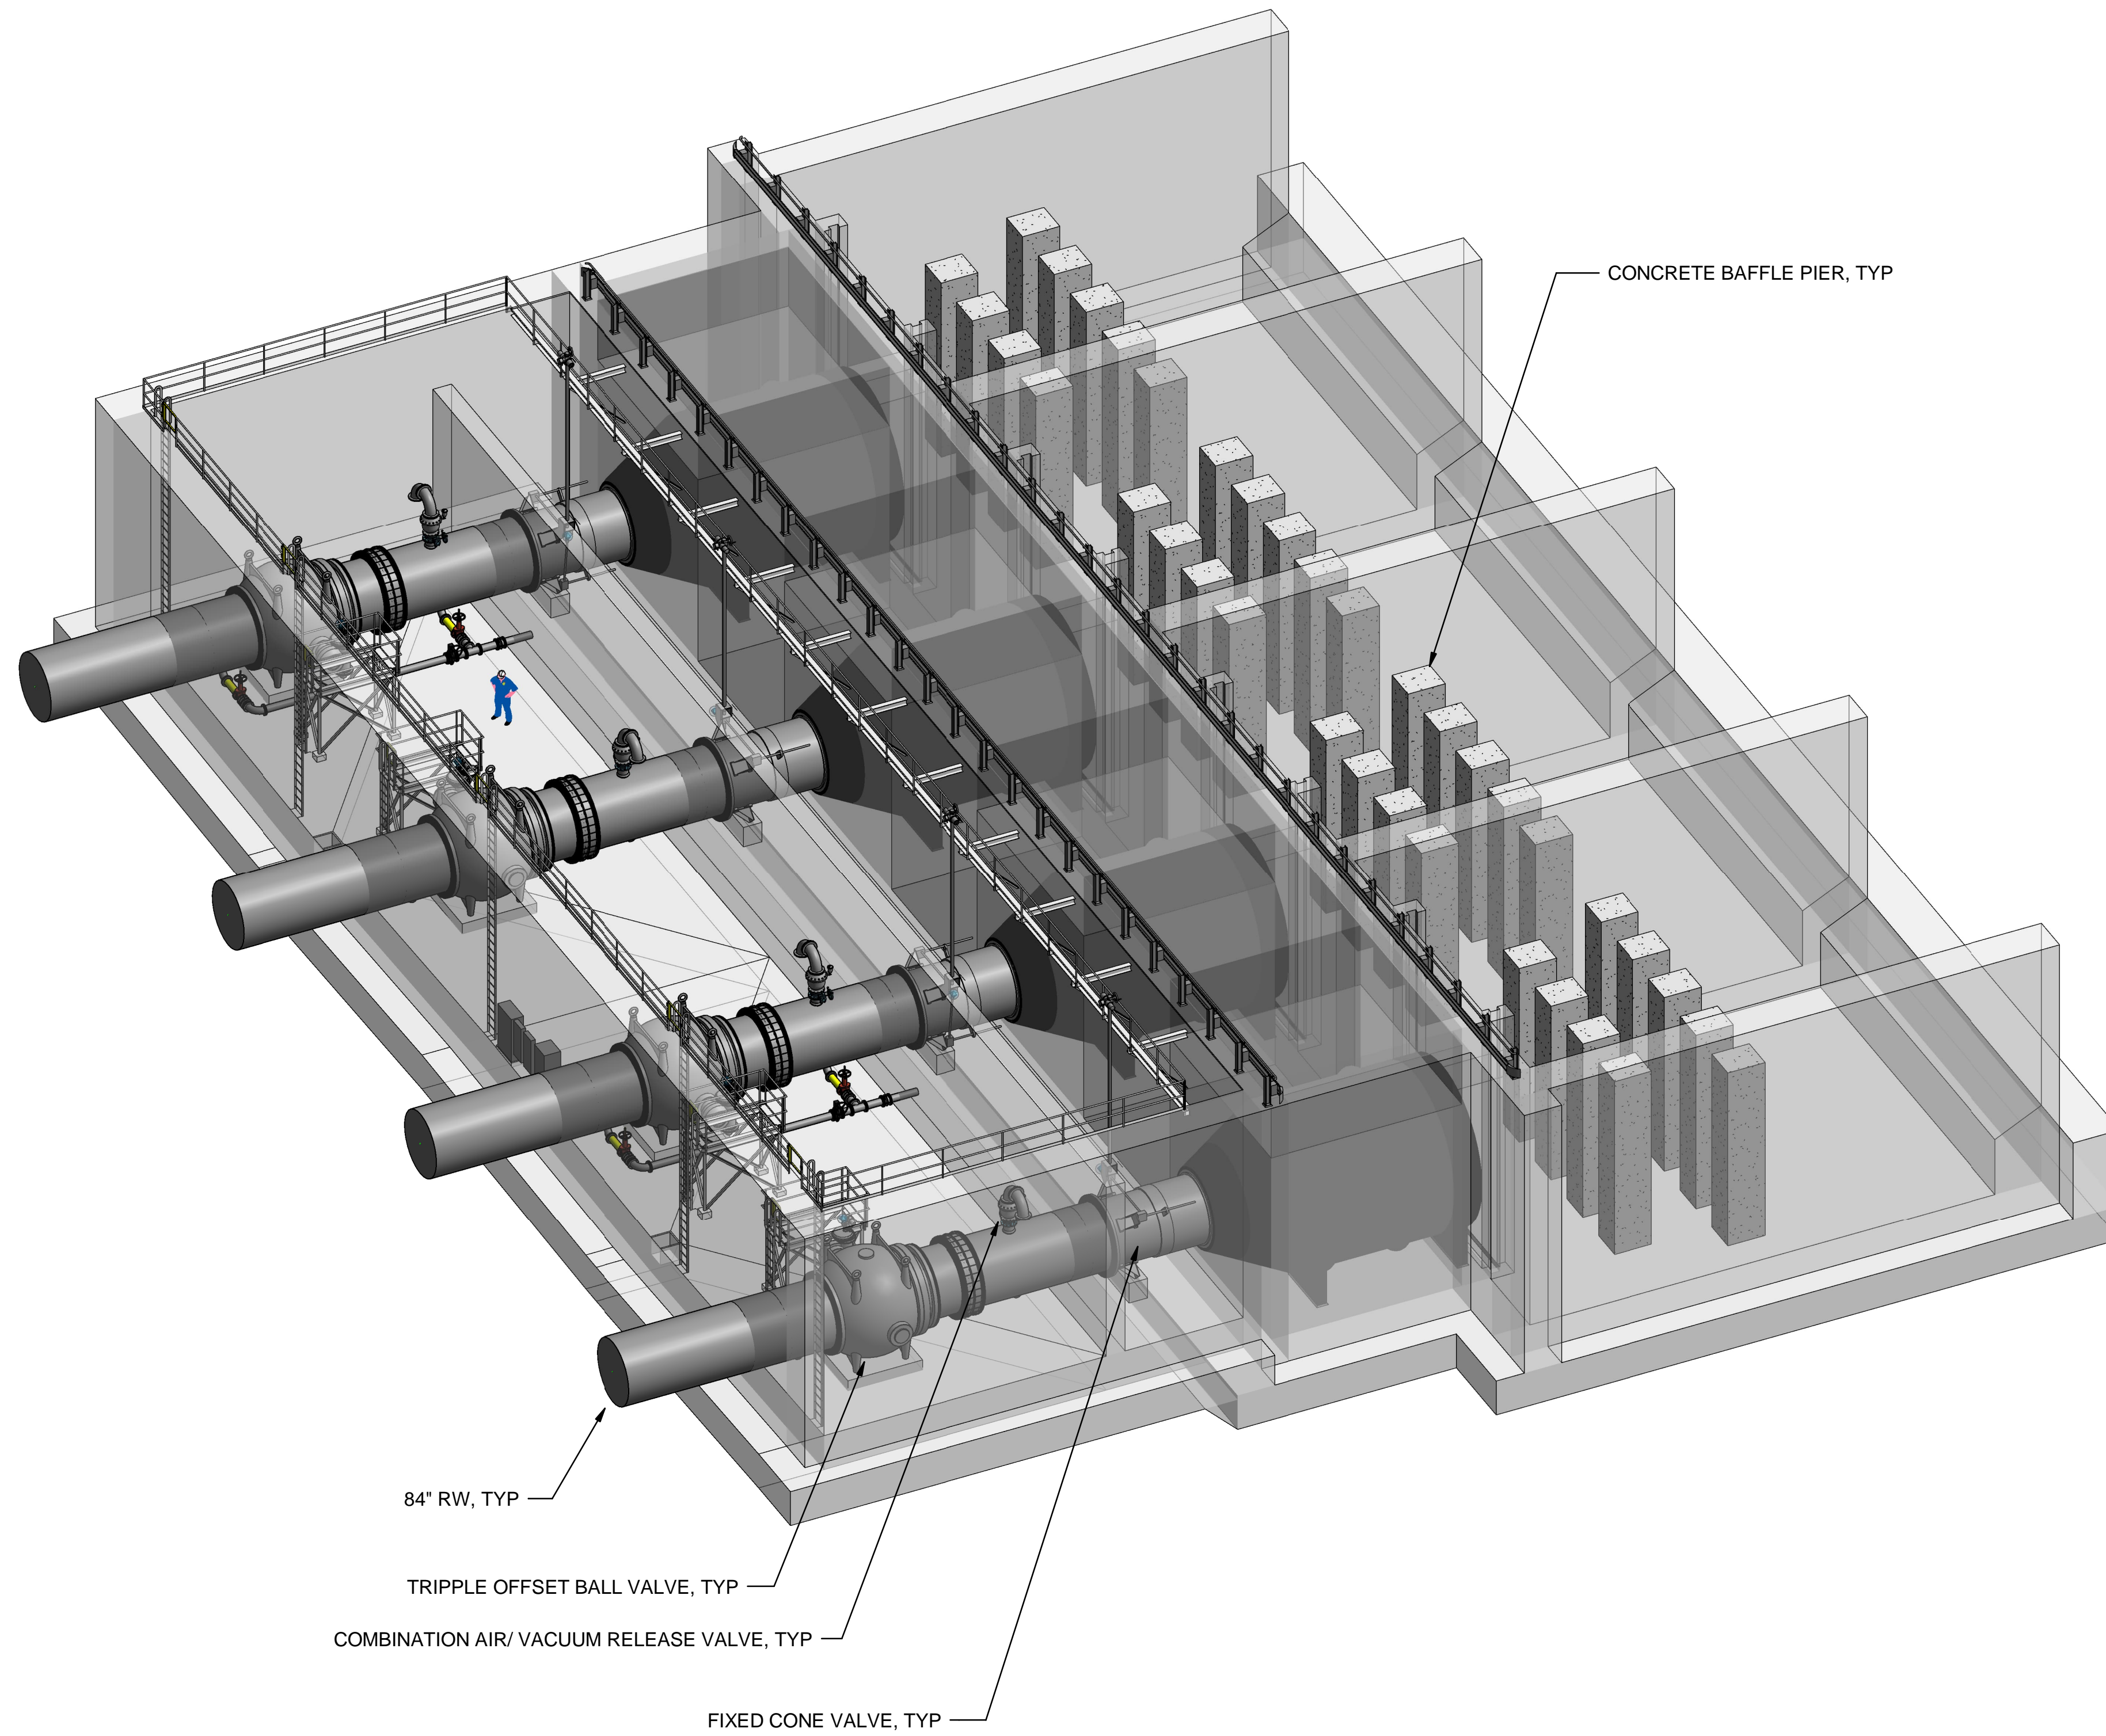 CONCRETE BAFFLE PIER, TYP
84" RW, TYP
TRIPPLE OFFSET BALL VALVE, TYP
COMBINATION AIR/ VACUUM RELEASE VALVE, TYP
FIXED CONE VALVE, TYP